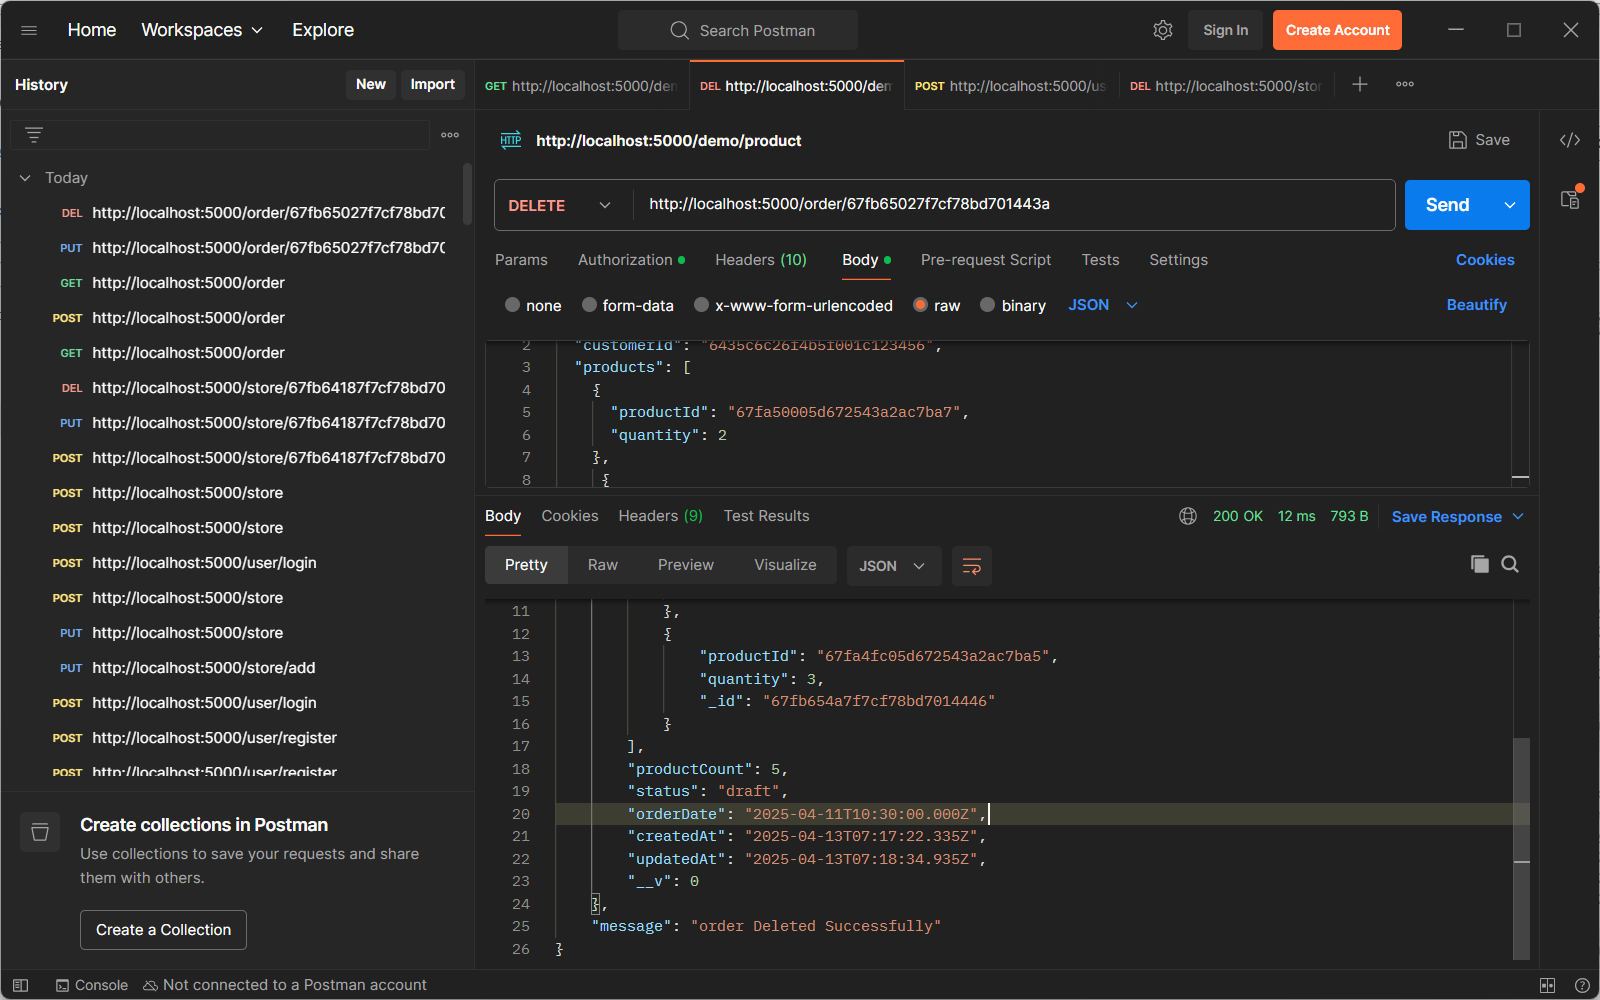 Home Workspaces Explore Search Postman Sign In Create Account
History New Import
GET http://localhost:5000/den DEL http://localhost:5000/dem POST http://localhost:5000/us DEL http://localhost:5000/stor
Today
DEL http://localhost:5000/order/67fb65027f7cf78bd70
PUT http://localhost:5000/order/67fb65027f7cf78bd70
GET http://localhost:5000/order
POST http://localhost:5000/order
GET http://localhost:5000/order
DEL http://localhost:5000/store/67fb64187f7cf78bd70
PUT http://localhost:5000/store/67fb64187f7cf78bd70
POST http://localhost:5000/store/67fb64187f7cf78bd70
POST http://localhost:5000/store
POST http://localhost:5000/store
POST http://localhost:5000/user/login
POST http://localhost:5000/store
PUT http://localhost:5000/store
PUT http://localhost:5000/store/add
POST http://localhost:5000/user/login
POST http://localhost:5000/user/register
POST http://localhost:5000/user/register
Create collections in Postman
Use collections to save your requests and share
them with others.
Create a Collection
HTTP http://localhost:5000/demo/product Save
DELETE http://localhost:5000/order/67fb65027f7cf78bd701443a Send
Params Authorization Headers (10) Body Pre-request Script Tests Settings Cookies
none form-data x-www-form-urlencoded raw binary JSON Beautify
2 "customerId": "6435c6c26f4b5f001c123456",
3 "products": [
4 {
5 "productId": "67fa50005d672543a2ac7ba7",
6 "quantity": 2
7 },
8 {
Body Cookies Headers (9) Test Results 200 OK 12 ms 793 B Save Response
Pretty Raw Preview Visualize JSON
11 },
12 {
13 "productId": "67fa4fc05d672543a2ac7ba5",
14 "quantity": 3,
15 "_id": "67fb654a7f7cf78bd7014446"
16 }
17 ],
18 "productCount": 5,
19 "status": "draft",
20 "orderDate": "2025-04-11T10:30:00.000Z",
21 "createdAt": "2025-04-13T07:17:22.335Z",
22 "updatedAt": "2025-04-13T07:18:34.935Z",
23 "__v": 0
24 },
25 "message": "order Deleted Successfully"
26 }
Console Not connected to a Postman account